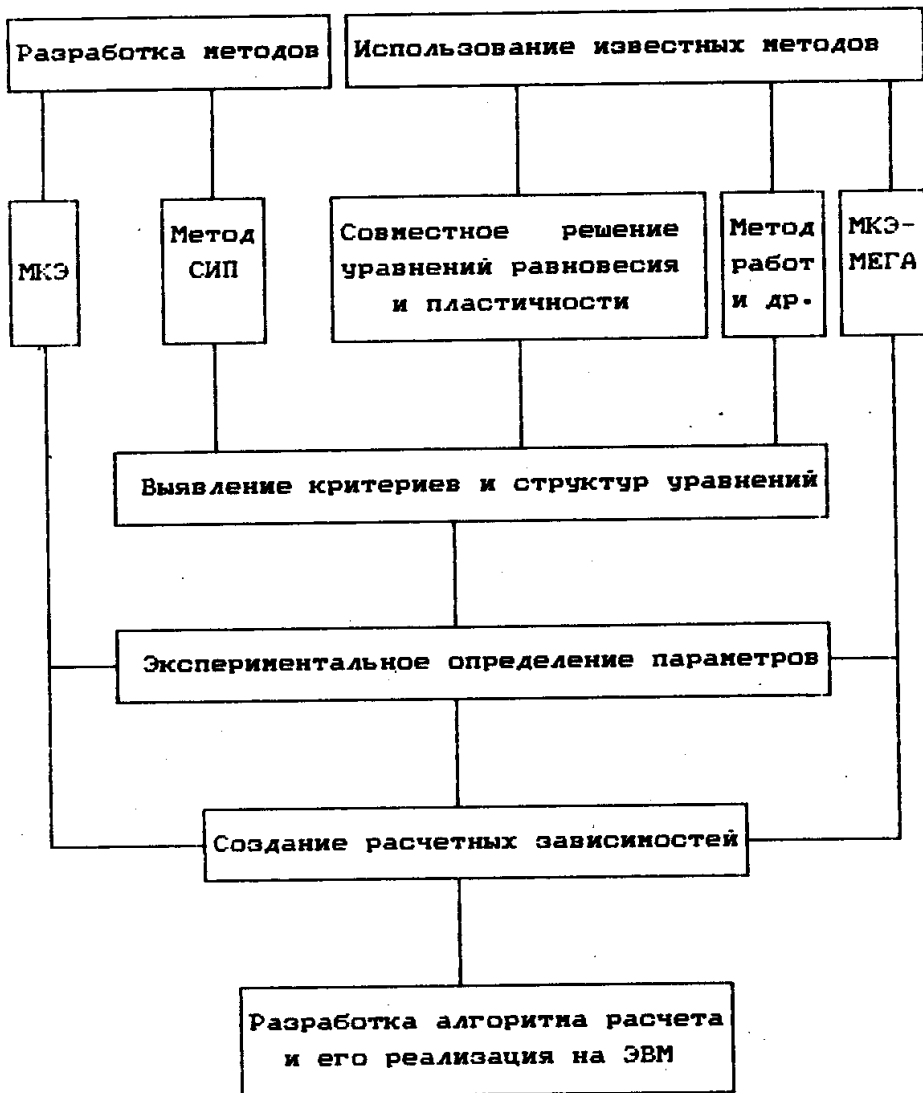 Разработка методов
Использование известных методов
МКЭ
Метод
СИП
Совместное решение
уравнений равновесия
и пластичности
Метод
работ
и др.
МКЭ-
МЕГА
Выявление критериев и структур уравнений
Экспериментальное определение параметров
Создание расчетных зависимостей
Разработка алгоритма расчета
и его реализация на ЭВМ